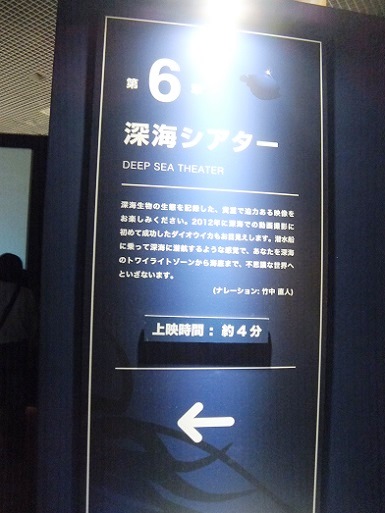 第6
深海シアター
DEEP SEA THEATER
深海生物の生態を記録した、貴重で迫力ある映像を
お楽しみください。2012年に深海での動画撮影に
初めて成功したダイオウイカもお目見えします。潜水船
に乗って深海に潜航するような感覚で、あなたを深海
のトワイライトゾーンから海底まで、不思議な世界へ
といざないます。
(ナレーション: 竹中 直人)
上映時間： 約4分